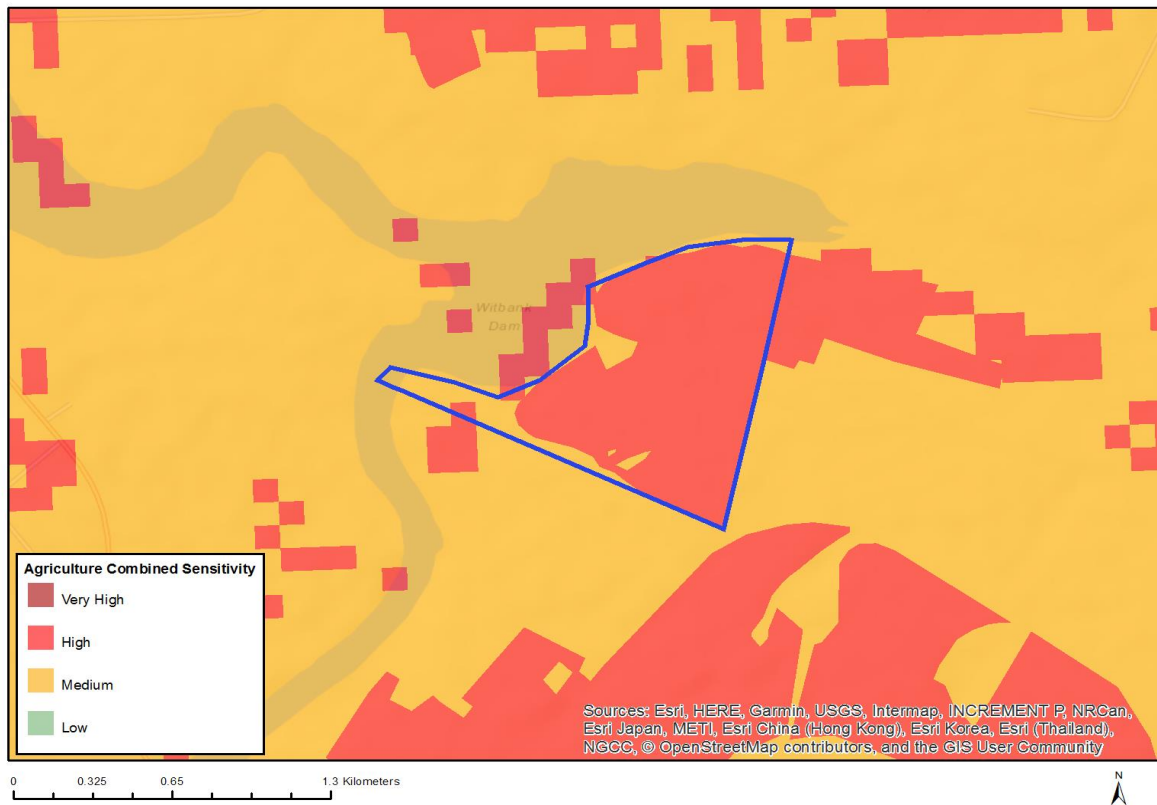 Witbank
Dam
Agriculture Combined Sensitivity
Very High
High
Medium
Low
Sources: Esri, HERE, Garmin, USGS, Intermap, INCREMENT P, NRCan,
Esri Japan, METI, Esri China (Hong Kong), Esri Korea, Esri (Thailand),
NGCC, © OpenStreetMap contributors, and the GIS User Community
0 0.325 0.65 1.3 Kilometers
N